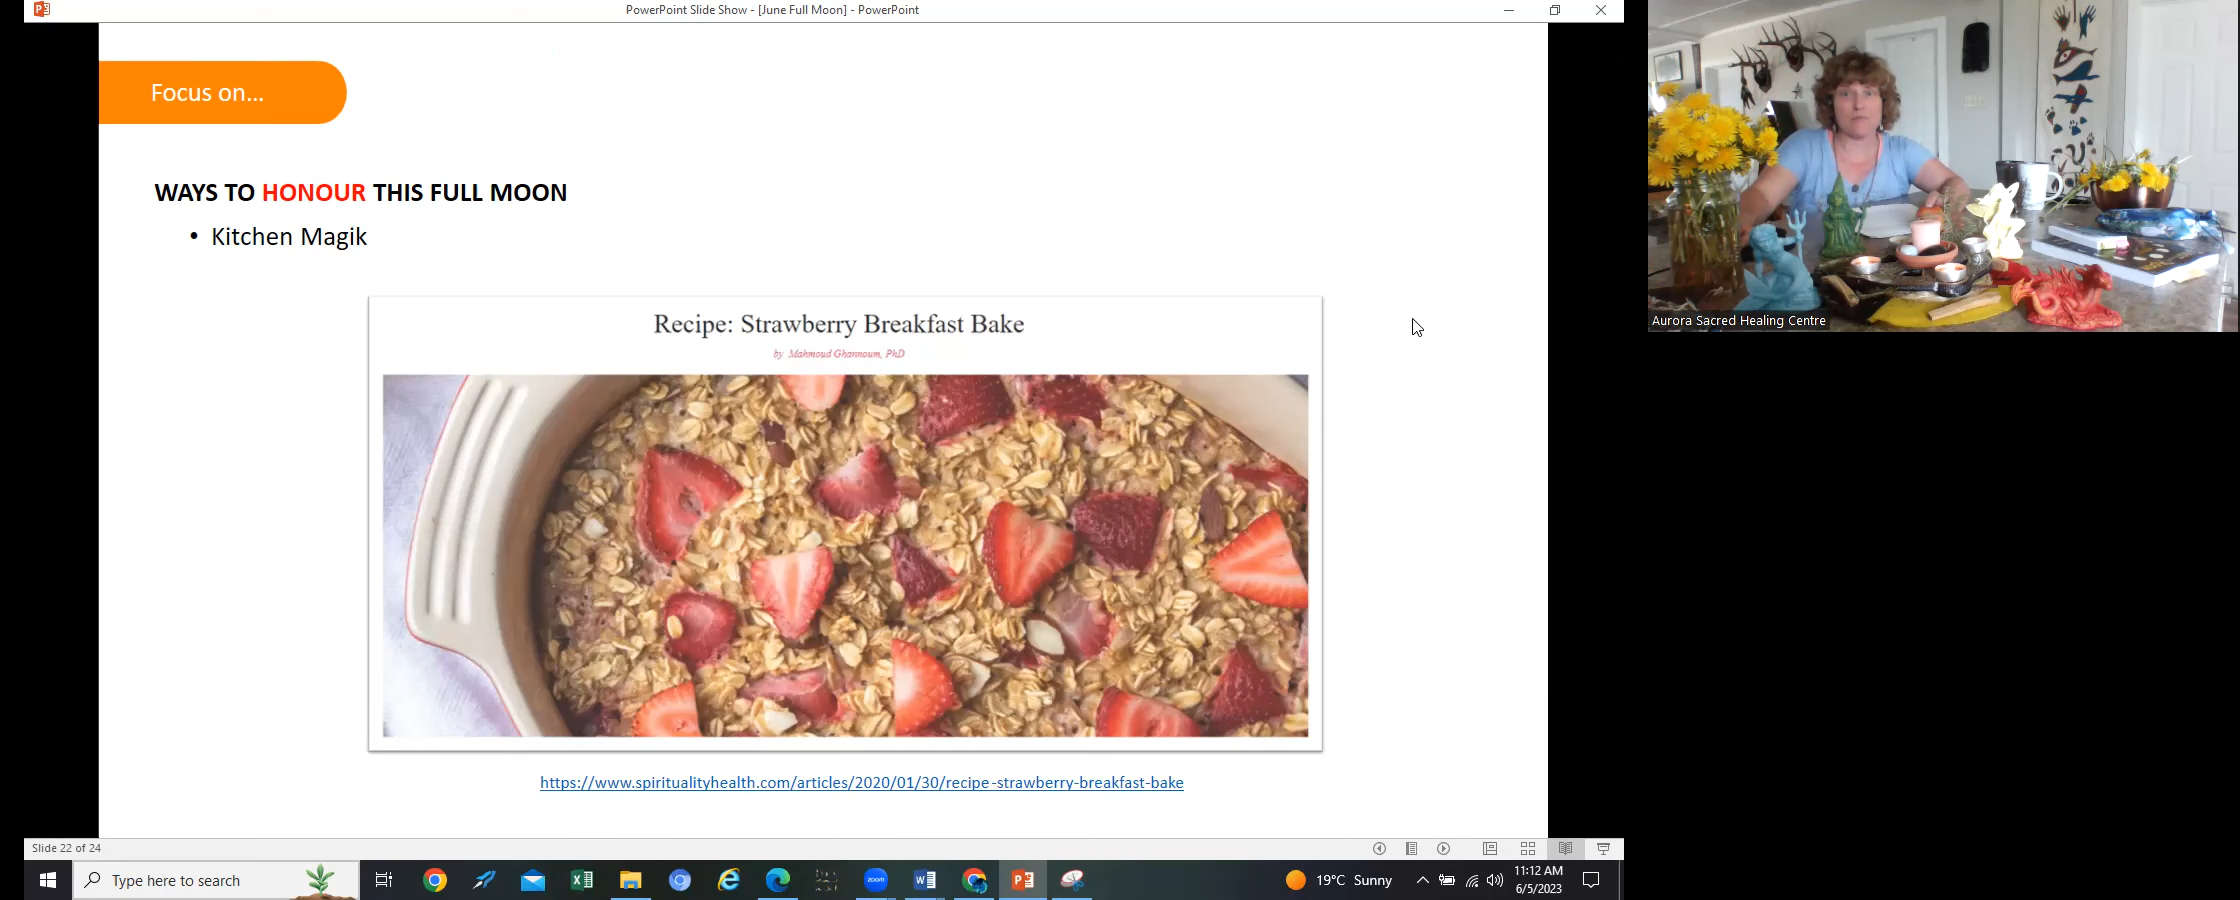 PowerPoint Slide Show - [June Full Moon] - PowerPoint
Focus on...
WAYS TO HONOUR THIS FULL MOON
• Kitchen Magik
Recipe: Strawberry Breakfast Bake
by Mahmoud Ghannoum, PhD
https://www.spiritualityhealth.com/articles/2020/01/30/recipe-strawberry-breakfast-bake
Aurora Sacred Healing Centre
Slide 22 of 24
Type here to search
zoom
19°C Sunny
11:12 AM
6/5/2023